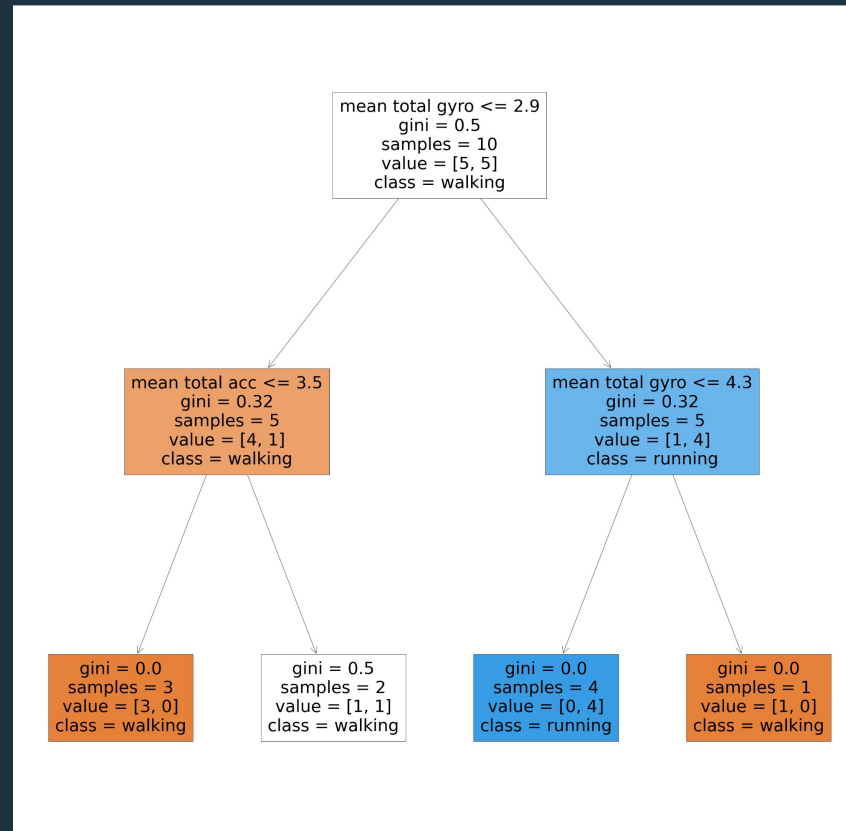 mean total gyro <= 2.9
gini = 0.5
samples = 10
value = [5, 5]
class = walking
mean total acc <= 3.5
gini = 0.32
samples = 5
value = [4, 1]
class = walking
mean total gyro <= 4.3
gini = 0.32
samples = 5
value = [1, 4]
class = running
gini = 0.0
samples = 3
value = [3, 0]
class = walking
gini = 0.5
samples = 2
value = [1, 1]
class = walking
gini = 0.0
samples = 4
value = [0, 4]
class = running
gini = 0.0
samples = 1
value = [1, 0]
class = walking